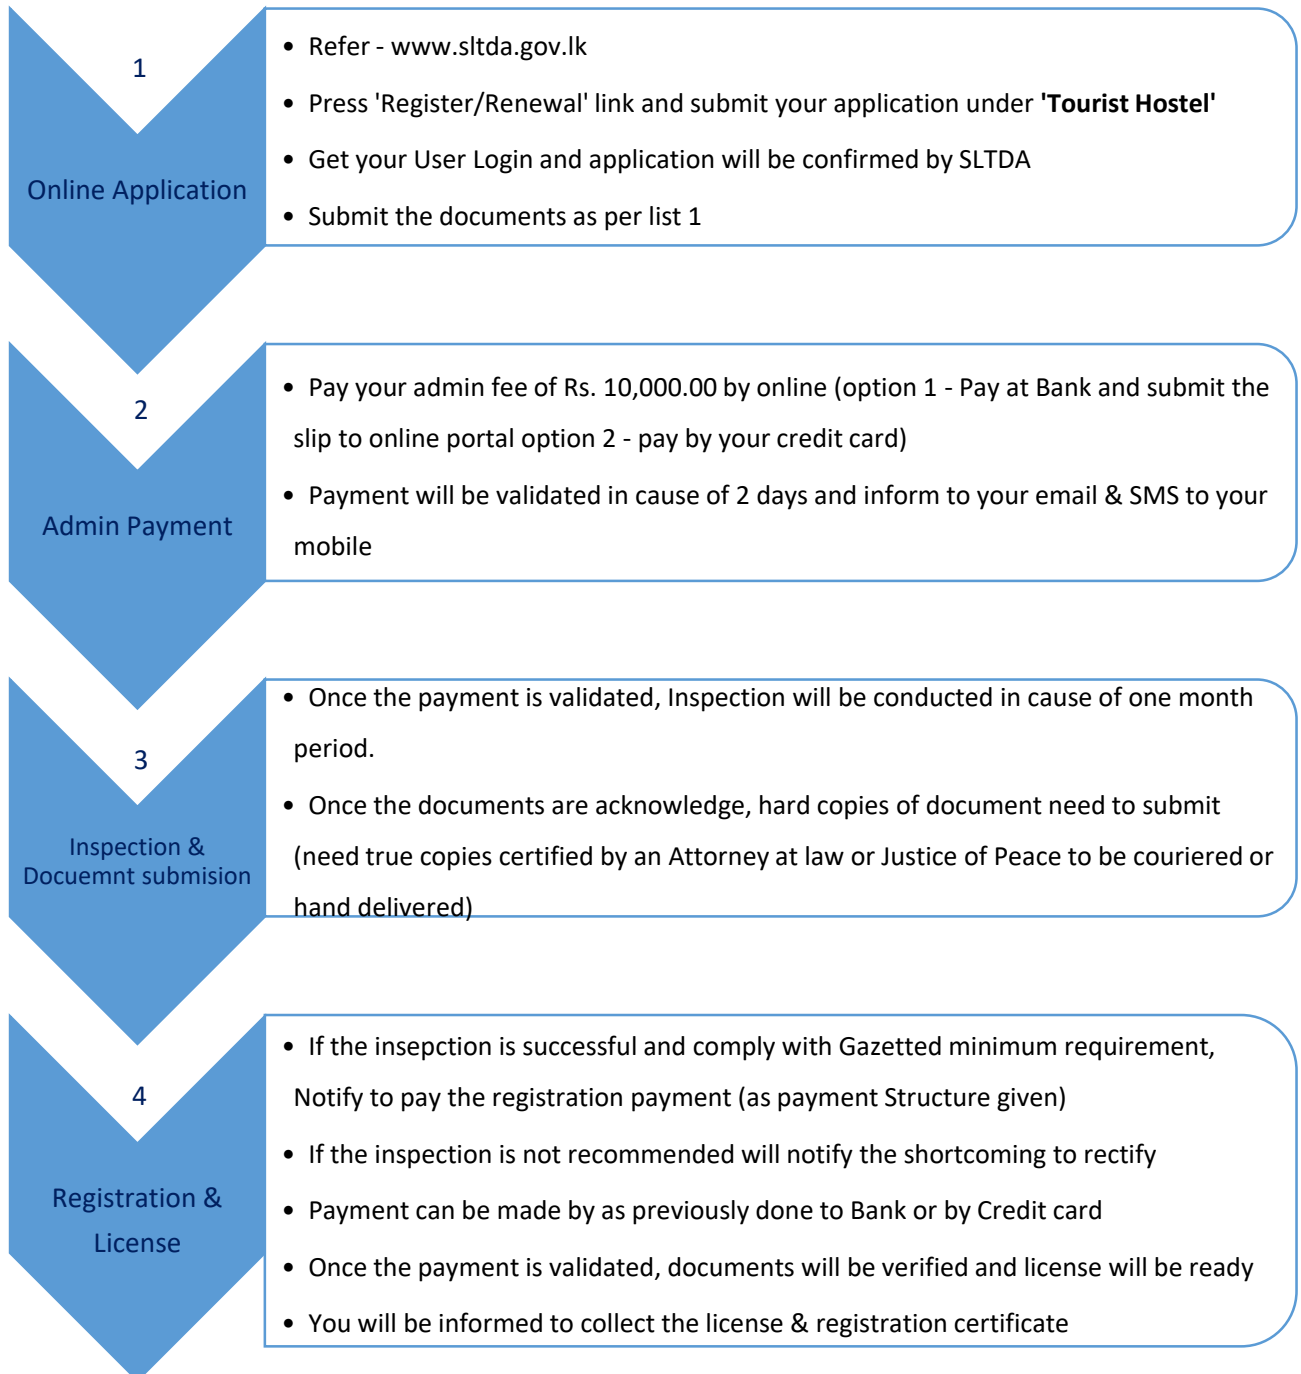 1
Online Application
• Refer - www.sltda.gov.lk
• Press 'Register/Renewal' link and submit your application under 'Tourist Hostel'
• Get your User Login and application will be confirmed by SLTDA
• Submit the documents as per list 1
2
Admin Payment
• Pay your admin fee of Rs. 10,000.00 by online (option 1 - Pay at Bank and submit the
slip to online portal option 2 - pay by your credit card)
• Payment will be validated in cause of 2 days and inform to your email & SMS to your
mobile
3
Inspection &
Docuemnt submision
• Once the payment is validated, Inspection will be conducted in cause of one month
period.
• Once the documents are acknowledge, hard copies of document need to submit
(need true copies certified by an Attorney at law or Justice of Peace to be couriered or
hand delivered)
4
Registration &
License
• If the insepction is successful and comply with Gazetted minimum requirement,
Notify to pay the registration payment (as payment Structure given)
• If the inspection is not recommended will notify the shortcoming to rectify
• Payment can be made by as previously done to Bank or by Credit card
• Once the payment is validated, documents will be verified and license will be ready
• You will be informed to collect the license & registration certificate